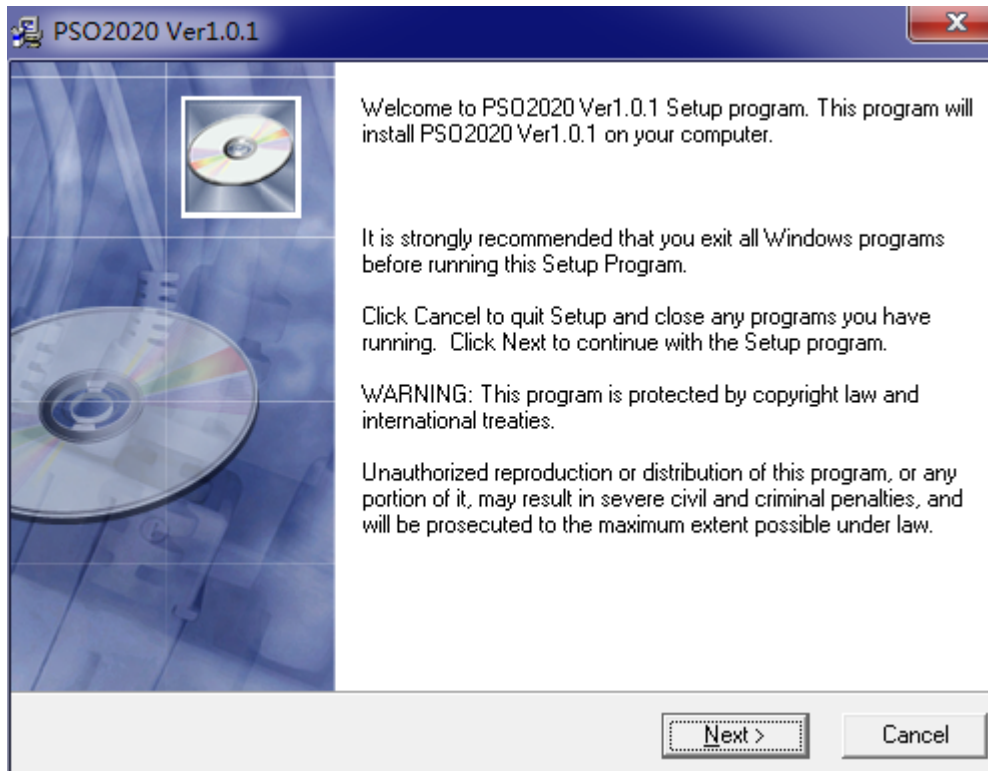 PSO2020 Ver1.0.1
Welcome to PSO2020 Ver1.0.1 Setup program. This program will
install PSO2020 Ver1.0.1 on your computer.
It is strongly recommended that you exit all Windows programs
before running this Setup Program.
Click Cancel to quit Setup and close any programs you have
running.  Click Next to continue with the Setup program.
WARNING: This program is protected by copyright law and
international treaties.
Unauthorized reproduction or distribution of this program, or any
portion of it, may result in severe civil and criminal penalties, and
will be prosecuted to the maximum extent possible under law.
Next >
Cancel